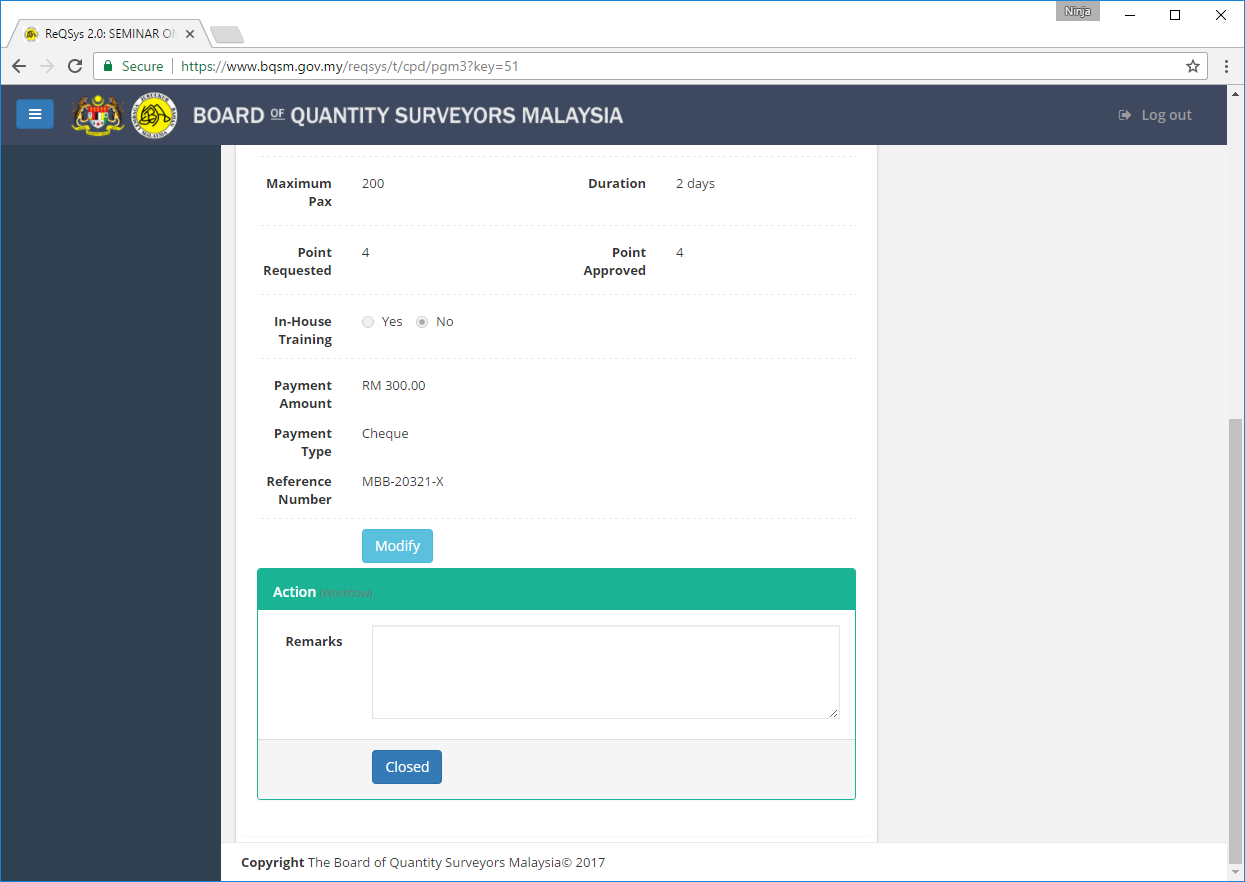 Ninja
ReQSys 2.0: SEMINAR ON
Secure https://www.bqsm.gov.my/reqsys/t/cpd/pgm3?key=51
BOARD OF QUANTITY SURVEYORS MALAYSIA
Log out
Maximum Pax 200 Duration 2 days
Point Requested 4 Point Approved 4
In-House Training Yes No
Payment Amount RM 300.00
Payment Type Cheque
Reference Number MBB-20321-X
Modify
Action (Workflow)
Remarks
Closed
Copyright The Board of Quantity Surveyors Malaysia© 2017